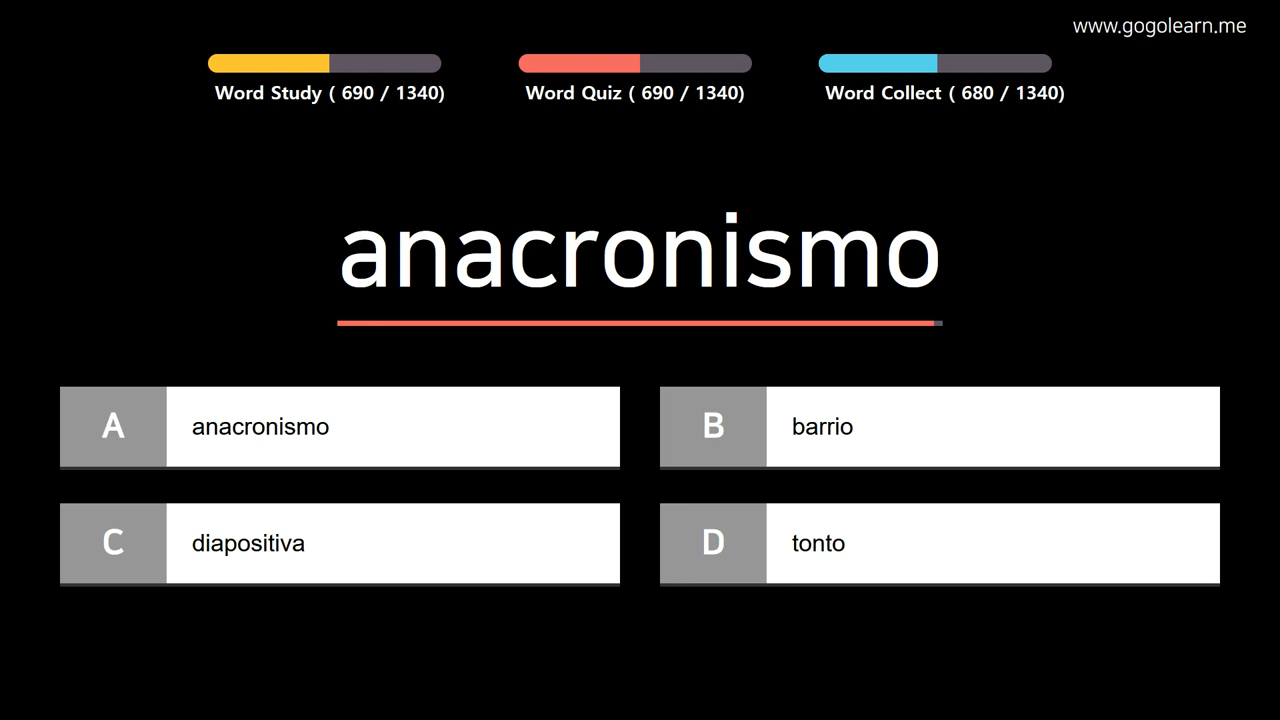 www.gogolearn.me
Word Study ( 690 / 1340)
Word Quiz ( 690 / 1340)
Word Collect ( 680 / 1340)
anacronismo
A anacronismo
B barrio
C diapositiva
D tonto